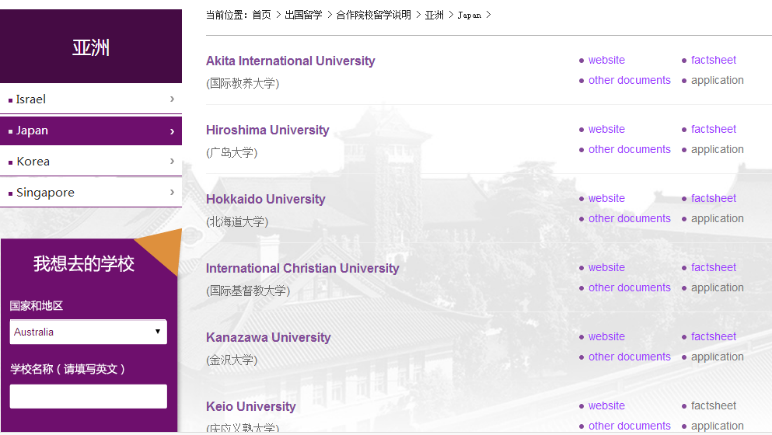 当前位置：首页 > 出国留学 > 合作院校留学说明 > 亚洲 > Japan >
亚洲
Israel ›
Japan ›
Korea ›
Singapore ›
我想去的学校
国家和地区
Australia
学校名称（请填写英文）
Akita International University
(国际教养大学)
website
factsheet
other documents
application
Hiroshima University
(广岛大学)
website
factsheet
other documents
application
Hokkaido University
(北海道大学)
website
factsheet
other documents
application
International Christian University
(国际基督教大学)
website
factsheet
other documents
application
Kanazawa University
(金沢大学)
website
factsheet
other documents
application
Keio University
(庆应义塾大学)
website
factsheet
other documents
application